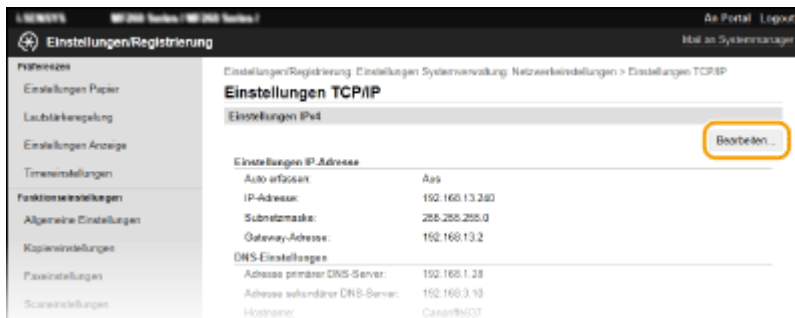 An Portal Logout
Einstellungen/Registrierung
Mail an Systemmanager
Präferenzen
Einstellungen Papier
Lautstärkeregelung
Einstellungen Anzeige
Timereinstellungen
Funktionseinstellungen
Allgemeine Einstellungen
Kopiereinstellungen
Faxeinstellungen
Scaneinstellungen
Einstellungen/Registrierung: Einstellungen Systemverwaltung: Netzwerkeinstellungen > Einstellungen TCP/IP
Einstellungen TCP/IP
Einstellungen IPv4
Bearbeiten...
Einstellungen IP-Adresse
Auto erfassen: Aus
IP-Adresse: 192.168.13.240
Subnetzmaske: 255.255.255.0
Gateway-Adresse: 192.168.13.2
DNS-Einstellungen
Adresse primärer DNS-Server: 192.168.1.28
Adresse sekundärer DNS-Server: 192.168.3.18
Hostname: